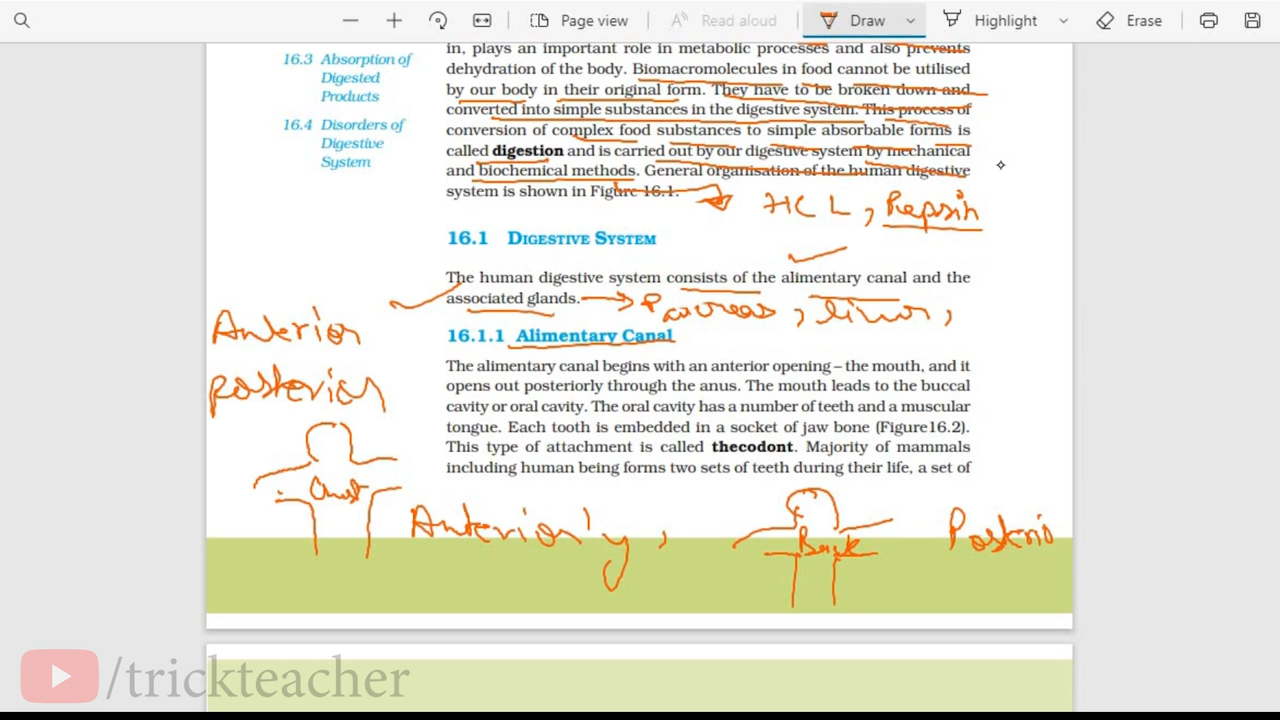 Page view
Read aloud
Draw
Highlight
Erase
16.3 Absorption of
Digested
Products
16.4 Disorders of
Digestive
System
in, plays an important role in metabolic processes and also prevents
dehydration of the body. Biomacromolecules in food cannot be utilised
by our body in their original form. They have to be broken down and
converted into simple substances in the digestive system. This process of
conversion of complex food substances to simple absorbable forms is
called digestion and is carried out by our digestive system by mechanical
and biochemical methods. General organisation of the human digestive
system is shown in Figure 16.1.
HCL, Pepsin
16.1 DIGESTIVE SYSTEM
The human digestive system consists of the alimentary canal and the
associated glands.
Pancreas, liver,
Anterior
posterior
16.1.1 Alimentary Canal
The alimentary canal begins with an anterior opening – the mouth, and it
opens out posteriorly through the anus. The mouth leads to the buccal
cavity or oral cavity. The oral cavity has a number of teeth and a muscular
tongue. Each tooth is embedded in a socket of jaw bone (Figure16.2).
This type of attachment is called thecodont. Majority of mammals
including human being forms two sets of teeth during their life, a set of
Chest
Anteriorly,
Back
Posterio
/trickteacher